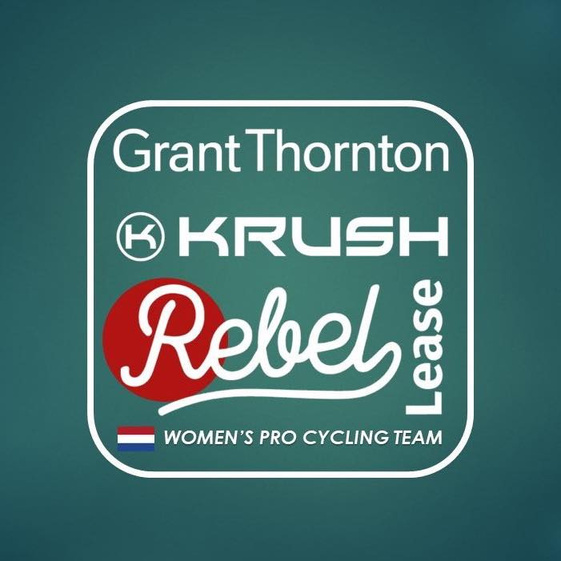 Grant Thornton
K KRUSH
Rebel
Lease
WOMEN'S PRO CYCLING TEAM